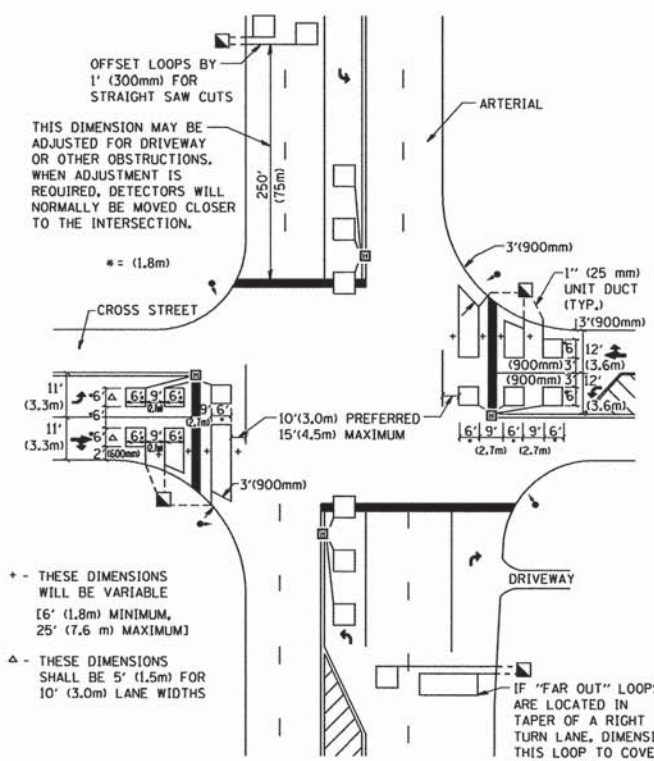 OFFSET LOOPS BY
1' (300mm) FOR
STRAIGHT SAW CUTS
ARTERIAL
THIS DIMENSION MAY BE
ADJUSTED FOR DRIVEWAY
OR OTHER OBSTRUCTIONS.
WHEN ADJUSTMENT IS
REQUIRED, DETECTORS WILL
NORMALLY BE MOVED CLOSER
TO THE INTERSECTION.
250'
(75m)
* = (1.8m)
3'(900mm)
1" (25 mm)
UNIT DUCT
(TYP.)
CROSS STREET
3'(900mm)
(900mm) 3'
(900mm) 3'
6'
12'
(3.6m)
12'
(3.6m)
6'
11'
(3.3m)
*6'
6' 9' 6'
*6'
11'
(3.3m)
*6'
6' 9' 6'
2'
(600mm)
9' 6'
(2.7m)
10'(3.0m) PREFERRED
15'(4.5m) MAXIMUM
6' 9' 6' 9' 6'
(2.7m) (2.7m)
3'(900mm)
+ - THESE DIMENSIONS
WILL BE VARIABLE
[6' (1.8m) MINIMUM,
25' (7.6 m) MAXIMUM]
DRIVEWAY
△ - THESE DIMENSIONS
SHALL BE 5' (1.5m) FOR
10' (3.0m) LANE WIDTHS
IF "FAR OUT" LOOPS
ARE LOCATED IN
TAPER OF A RIGHT
TURN LANE, DIMENSI
THIS LOOP TO COVE